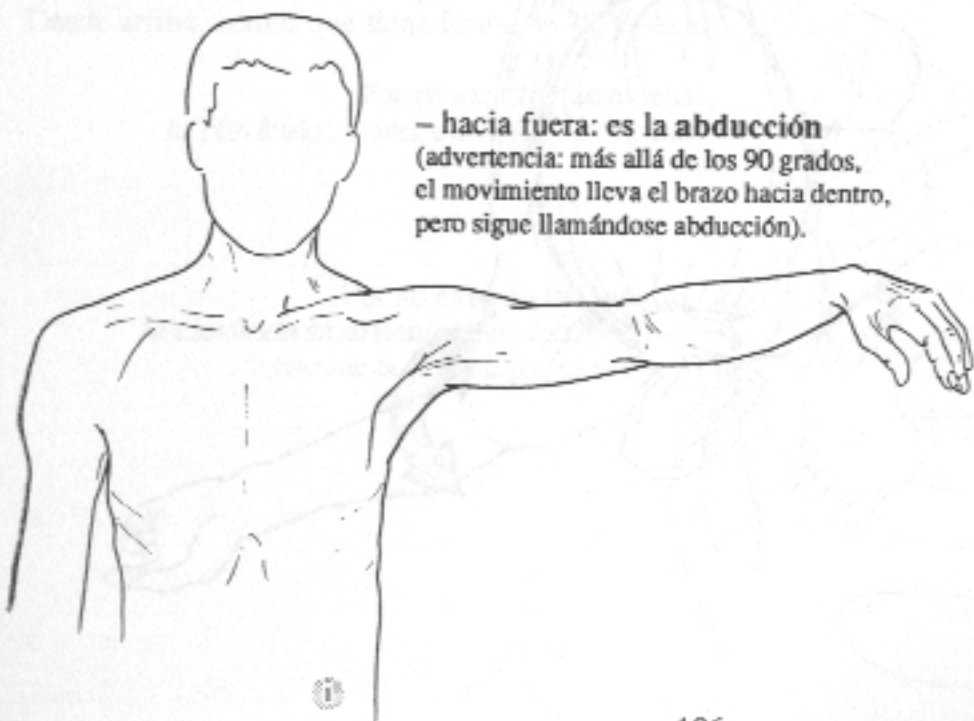 – hacia fuera: es la abducción
(advertencia: más allá de los 90 grados,
el movimiento lleva el brazo hacia dentro,
pero sigue llamándose abducción).
i